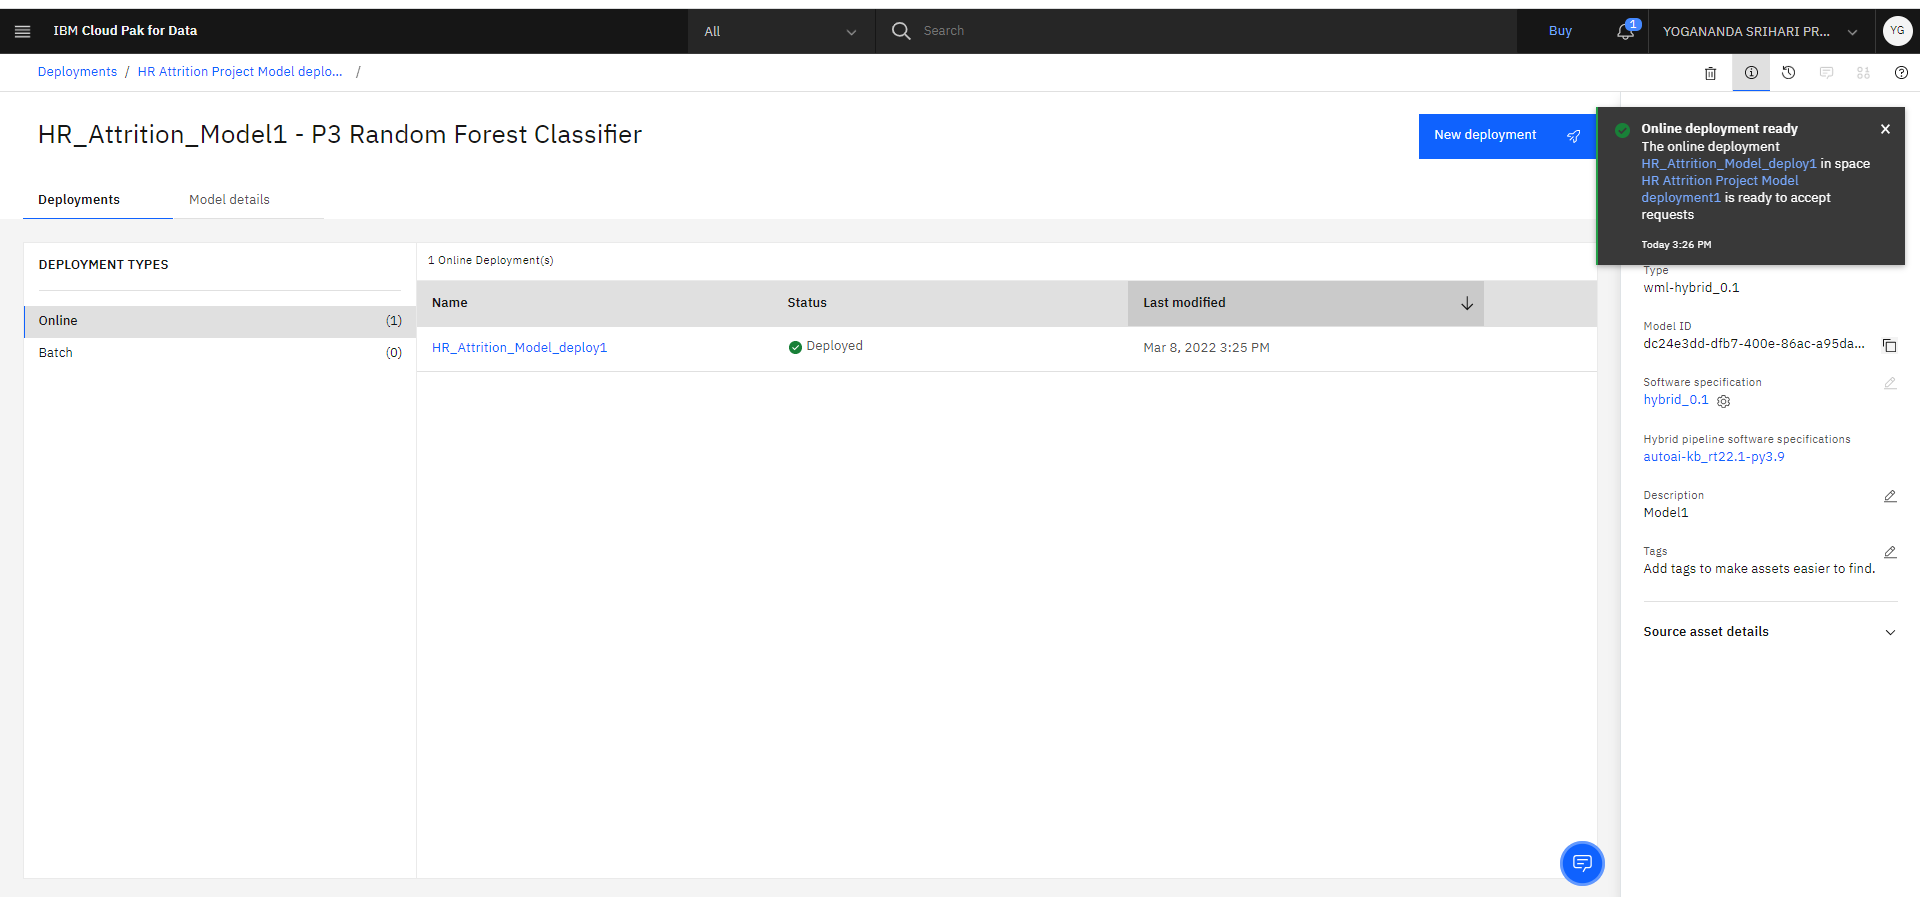 IBM Cloud Pak for Data
All
Search
Buy
1
YOGANANDA SRIHARI PR...
YG
Deployments / HR Attrition Project Model deplo... /
HR_Attrition_Model1 - P3 Random Forest Classifier
New deployment
Online deployment ready
The online deployment
HR_Attrition_Model_deploy1 in space
HR Attrition Project Model
deployment1 is ready to accept
requests
Today 3:26 PM
Deployments
Model details
DEPLOYMENT TYPES
Online (1)
Batch (0)
1 Online Deployment(s)
Name Status Last modified
HR_Attrition_Model_deploy1 Deployed Mar 8, 2022 3:25 PM
Type
wml-hybrid_0.1
Model ID
dc24e3dd-dfb7-400e-86ac-a95da...
Software specification
hybrid_0.1
Hybrid pipeline software specifications
autoai-kb_rt22.1-py3.9
Description
Model1
Tags
Add tags to make assets easier to find.
Source asset details